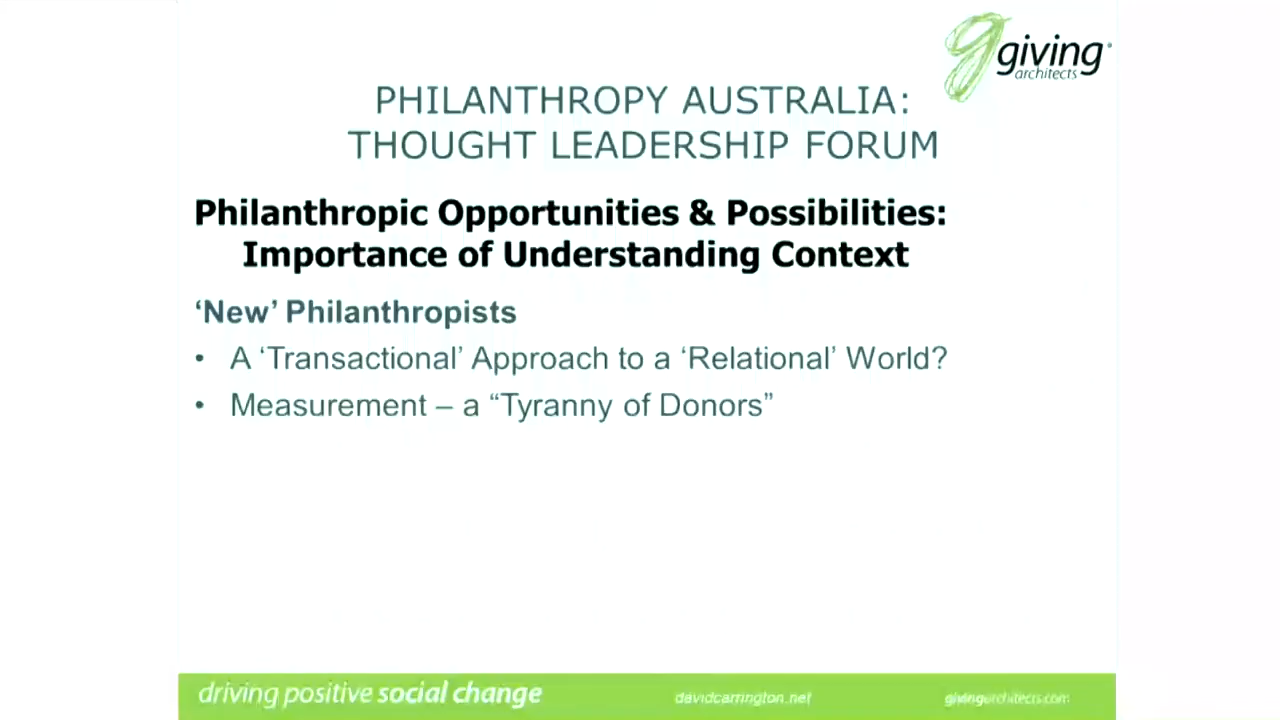 giving
architects
PHILANTHROPY AUSTRALIA:
THOUGHT LEADERSHIP FORUM
Philanthropic Opportunities & Possibilities:
Importance of Understanding Context
‘New’ Philanthropists
• A ‘Transactional’ Approach to a ‘Relational’ World?
• Measurement – a “Tyranny of Donors”
driving positive social change
davidcarrington.net
givingarchitects.com